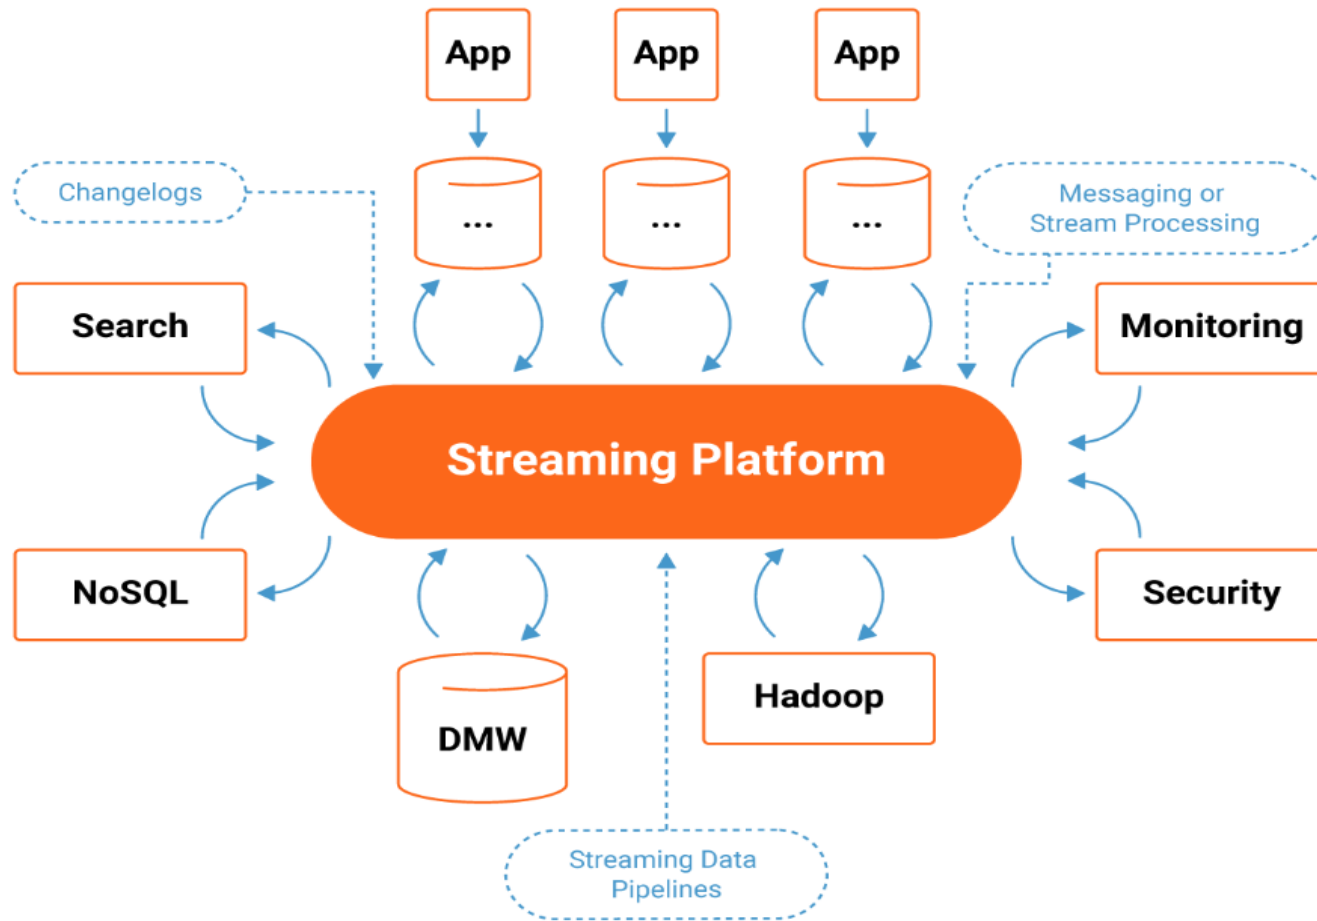 App
App
App
Changelogs
...
...
...
Messaging or
Stream Processing
Search
Monitoring
Streaming Platform
NoSQL
Security
DMW
Hadoop
Streaming Data
Pipelines